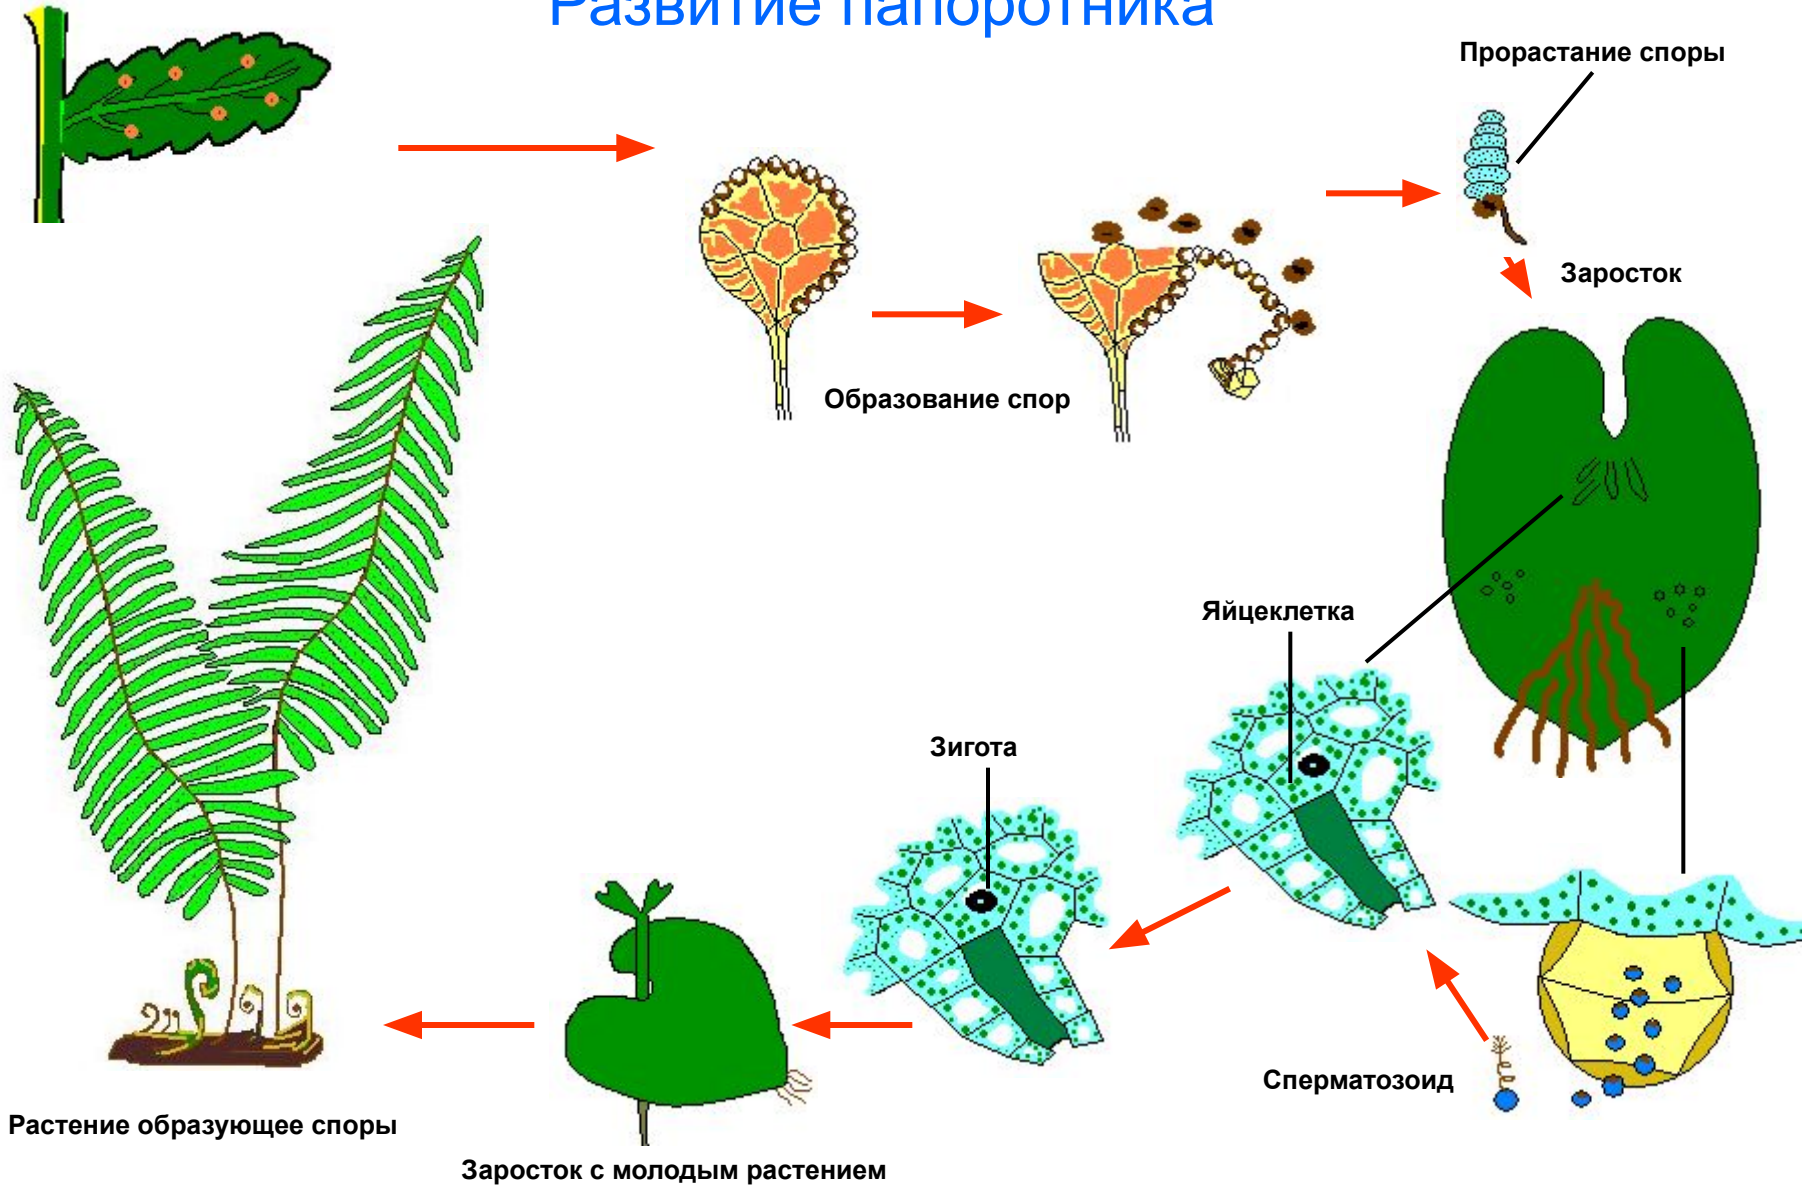 Развитие папоротника
Прорастание споры
Заросток
Образование спор
Яйцеклетка
Зигота
Сперматозоид
Растение образующее споры
Заросток с молодым растением